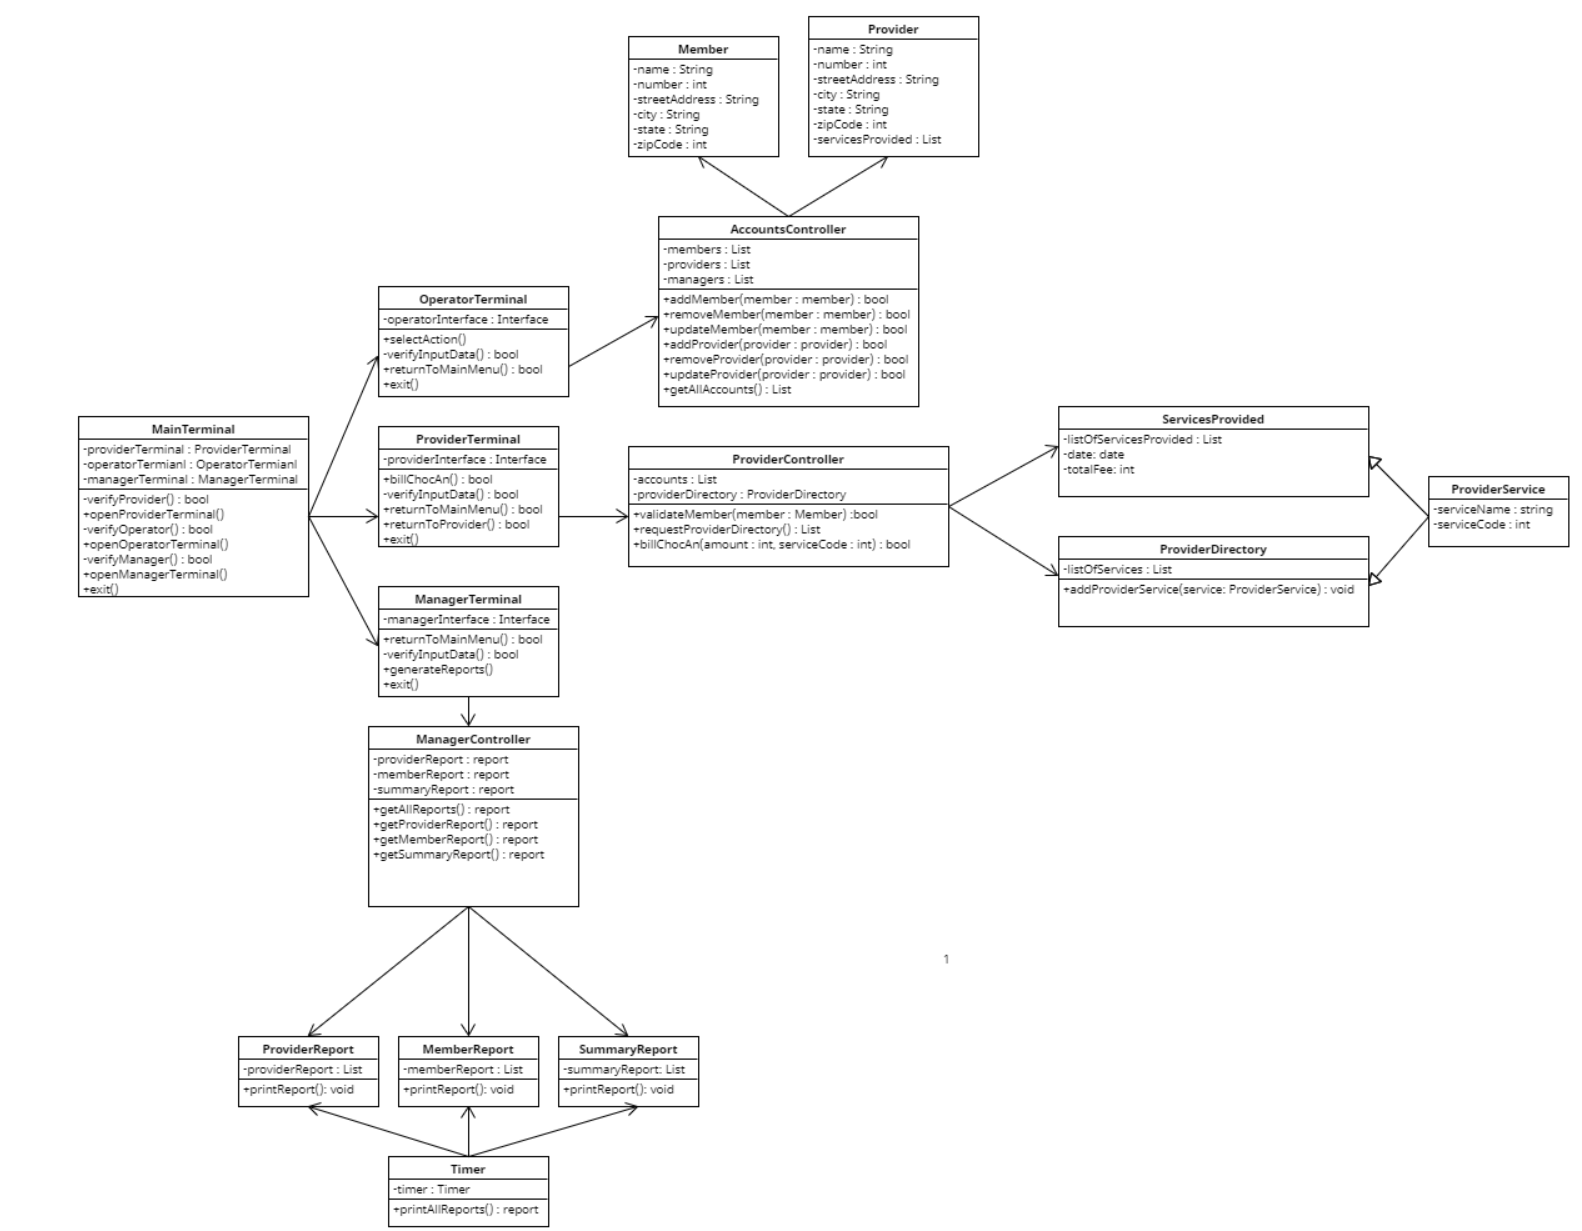 Member
-name : String
-number : int
-streetAddress : String
-city : String
-state : String
-zipCode : int
Provider
-name : String
-number : int
-streetAddress : String
-city : String
-state : String
-zipCode : int
-servicesProvided : List
AccountsController
-members : List
-providers : List
-managers : List
+addMember(member : member) : bool
+removeMember(member : member) : bool
+updateMember(member : member) : bool
+addProvider(provider : provider) : bool
+removeProvider(provider : provider) : bool
+updateProvider(provider : provider) : bool
+getAllAccounts() : List
OperatorTerminal
-operatorInterface : Interface
+selectAction()
-verifyInputData() : bool
+returnToMainMenu() : bool
+exit()
MainTerminal
-providerTerminal : ProviderTerminal
-operatorTermianl : OperatorTermianl
-managerTerminal : ManagerTerminal
-verifyProvider() : bool
+openProviderTerminal()
-verifyOperator() : bool
+openOperatorTerminal()
-verifyManager() : bool
+openManagerTerminal()
+exit()
ProviderTerminal
-providerInterface : Interface
+billChocAn() : bool
-verifyInputData() : bool
+returnToMainMenu() : bool
+returnToProvider() : bool
+exit()
ProviderController
-accounts : List
-providerDirectory : ProviderDirectory
+validateMember(member : Member) :bool
+requestProviderDirectory() : List
+billChocAn(amount : int, serviceCode : int) : bool
ServicesProvided
-listOfServicesProvided : List
-date: date
-totalFee: int
ProviderService
-serviceName : string
-serviceCode : int
ProviderDirectory
-listOfServices : List
+addProviderService(service: ProviderService) : void
ManagerTerminal
-managerInterface : Interface
+returnToMainMenu() : bool
-verifyInputData() : bool
+generateReports()
+exit()
ManagerController
-providerReport : report
-memberReport : report
-summaryReport : report
+getAllReports() : report
+getProviderReport() : report
+getMemberReport() : report
+getSummaryReport() : report
1
ProviderReport
-providerReport : List
+printReport(): void
MemberReport
-memberReport : List
+printReport(): void
SummaryReport
-summaryReport: List
+printReport(): void
Timer
-timer : Timer
+printAllReports() : report